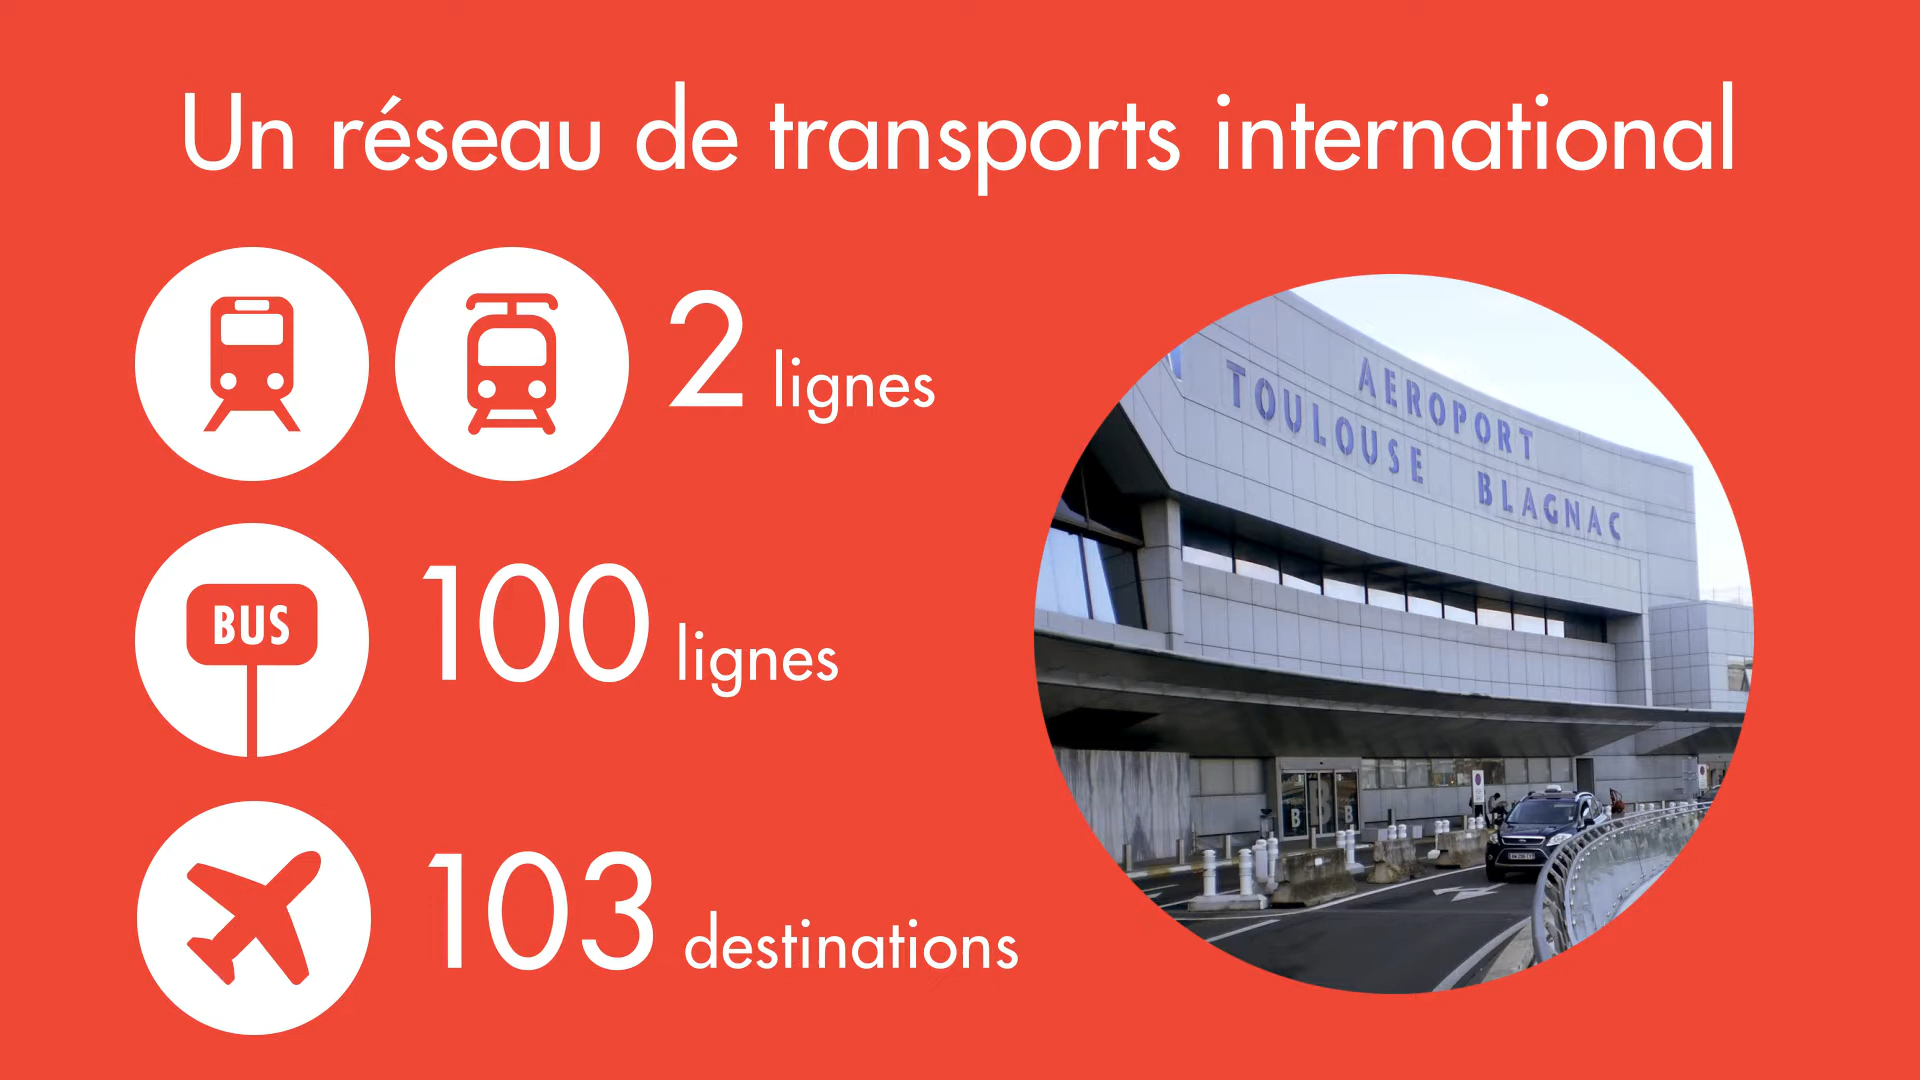 Un réseau de transports international
2 lignes
BUS
100 lignes
103 destinations
AEROPORT
TOULOUSE BLAGNAC
B B B